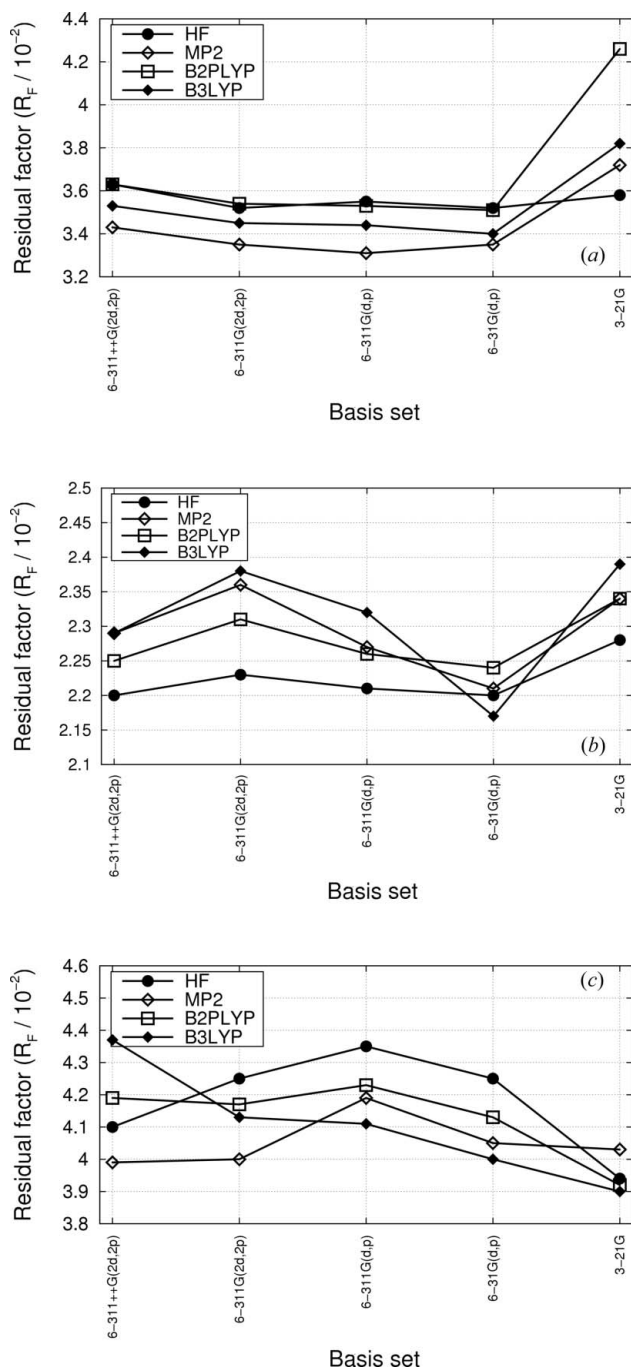 4.4
4.2
4
3.8
3.6
3.4
3.2
Residual factor (R_F / 10⁻²)
HF
MP2
B2PLYP
B3LYP
(a)
6−311++G(2d,2p)
6−311G(2d,2p)
6−311G(d,p)
6−31G(d,p)
3−21G
Basis set
2.5
2.45
2.4
2.35
2.3
2.25
2.2
2.15
2.1
Residual factor (R_F / 10⁻²)
HF
MP2
B2PLYP
B3LYP
(b)
6−311++G(2d,2p)
6−311G(2d,2p)
6−311G(d,p)
6−31G(d,p)
3−21G
Basis set
4.6
4.5
4.4
4.3
4.2
4.1
4
3.9
3.8
Residual factor (R_F / 10⁻²)
HF
MP2
B2PLYP
B3LYP
(c)
6−311++G(2d,2p)
6−311G(2d,2p)
6−311G(d,p)
6−31G(d,p)
3−21G
Basis set